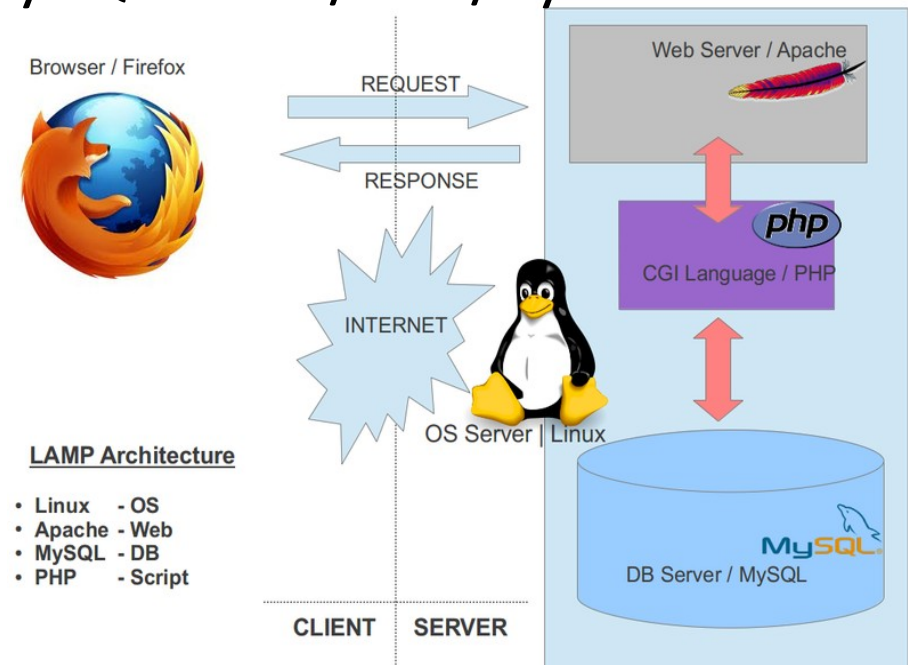 Browser / Firefox
REQUEST
RESPONSE
INTERNET
OS Server | Linux
Web Server / Apache
php
CGI Language / PHP
MySQL
DB Server / MySQL
LAMP Architecture
• Linux - OS
• Apache - Web
• MySQL - DB
• PHP - Script
CLIENT
SERVER